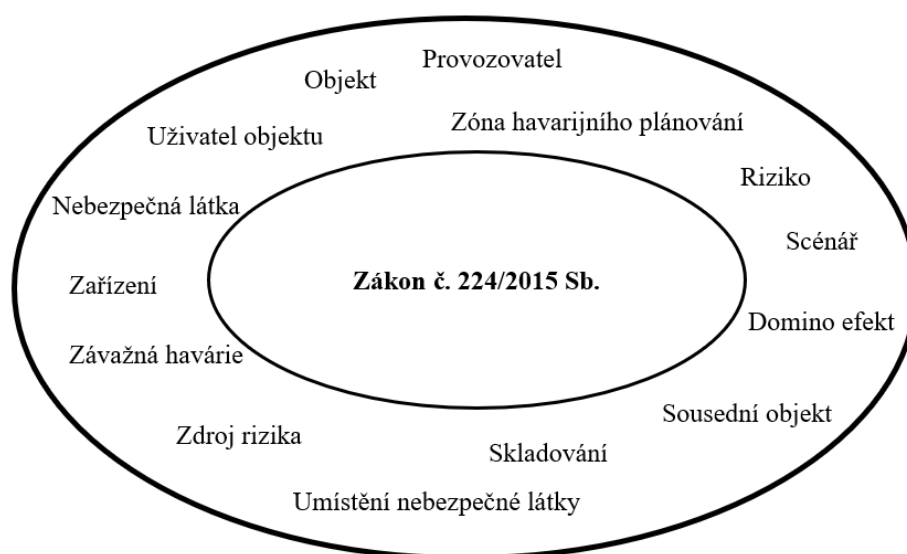 Provozovatel
Objekt
Zóna havarijního plánování
Uživatel objektu
Riziko
Nebezpečná látka
Scénář
Zákon č. 224/2015 Sb.
Zařízení
Domino efekt
Závažná havárie
Sousední objekt
Zdroj rizika
Skladování
Umístění nebezpečné látky